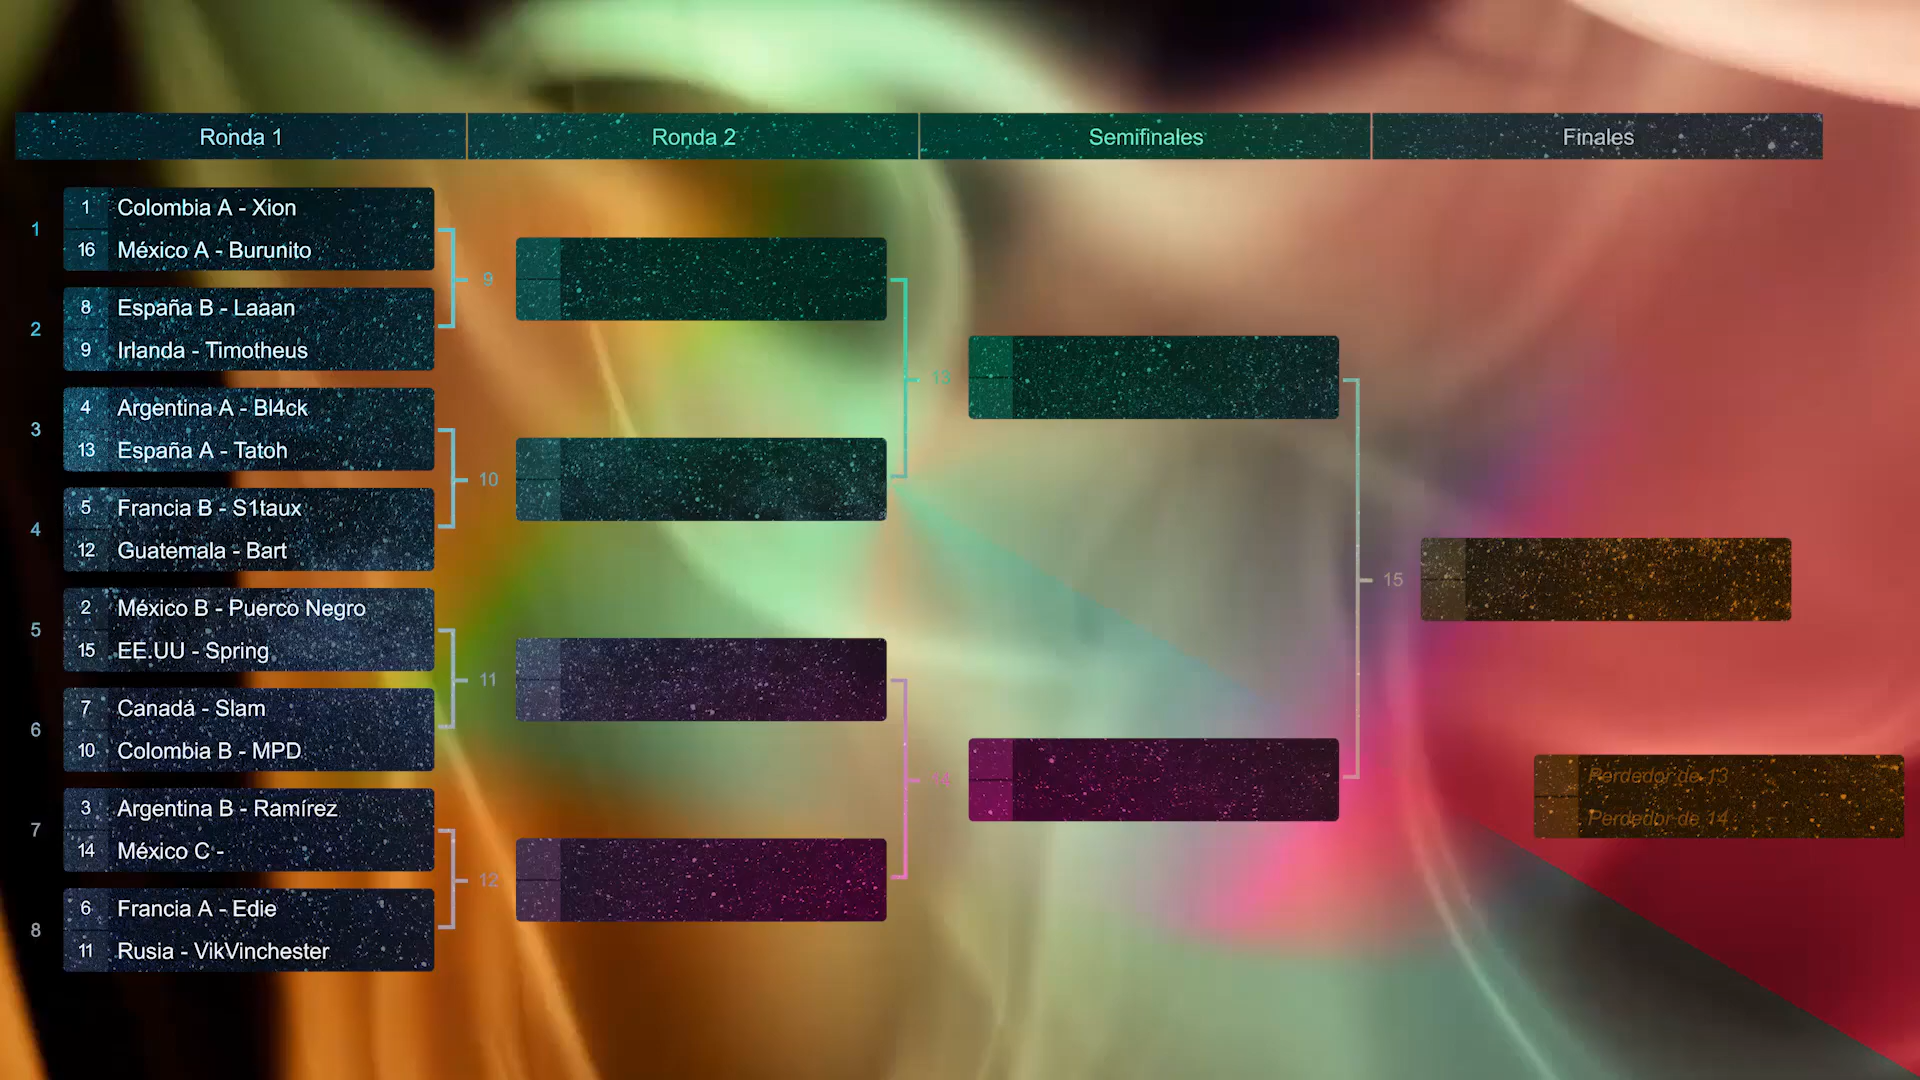 Ronda 1
Ronda 2
Semifinales
Finales
1
1 Colombia A - Xion
16 México A - Burunito
2
8 España B - Laaan
9 Irlanda - Timotheus
9
3
4 Argentina A - Bl4ck
13 España A - Tatoh
4
5 Francia B - S1taux
12 Guatemala - Bart
10
5
2 México B - Puerco Negro
15 EE.UU - Spring
6
7 Canadá - Slam
10 Colombia B - MPD
11
7
3 Argentina B - Ramírez
14 México C -
8
6 Francia A - Edie
11 Rusia - VikVinchester
12
13
14
15
Perdedor de 13
Perdedor de 14